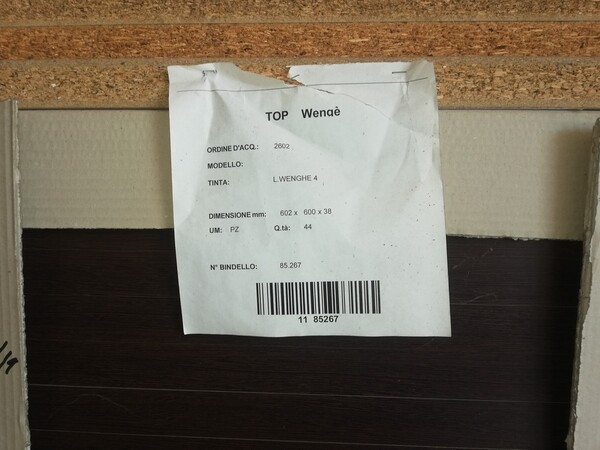 TOP Wengè
ORDINE D'ACQ.: 2602
MODELLO:
TINTA: L.WENGHE 4
DIMENSIONE mm: 602 x 600 x 38
UM: PZ Q.tà: 44
N° BINDELLO: 85.267
11 85267